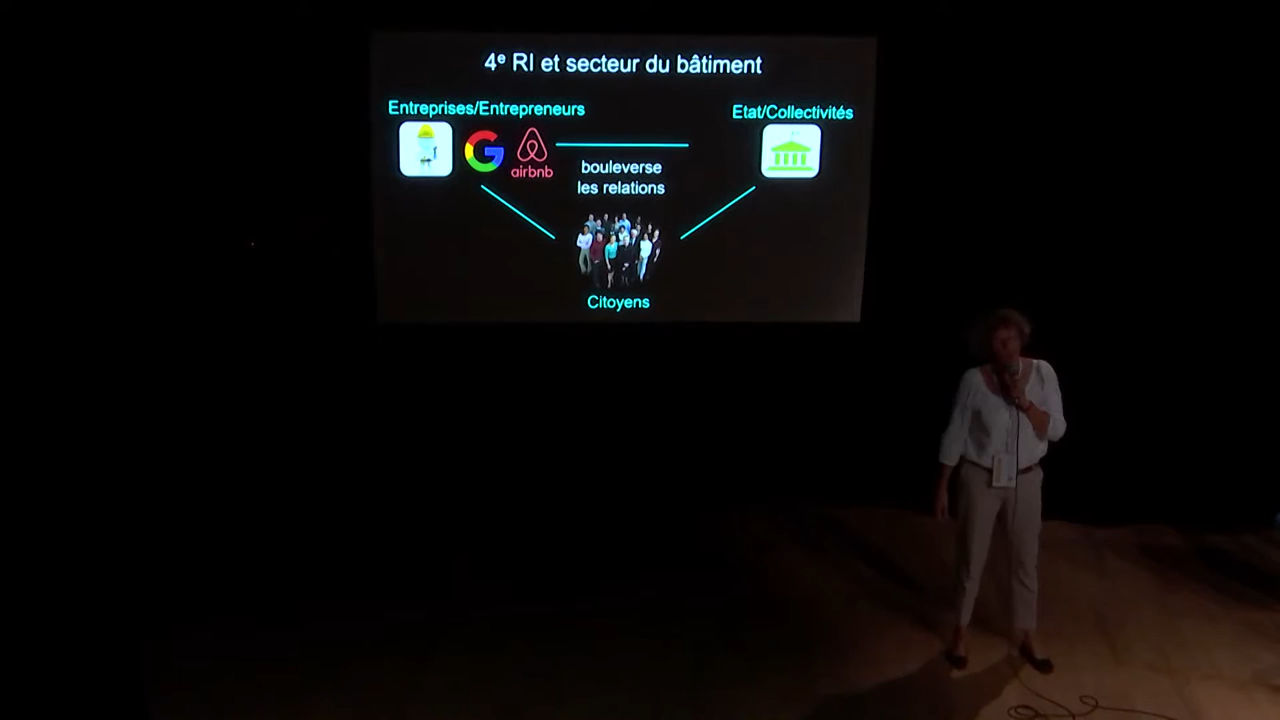 4e RI et secteur du bâtiment
Entreprises/Entrepreneurs
Etat/Collectivités
G
airbnb
bouleverse
les relations
Citoyens